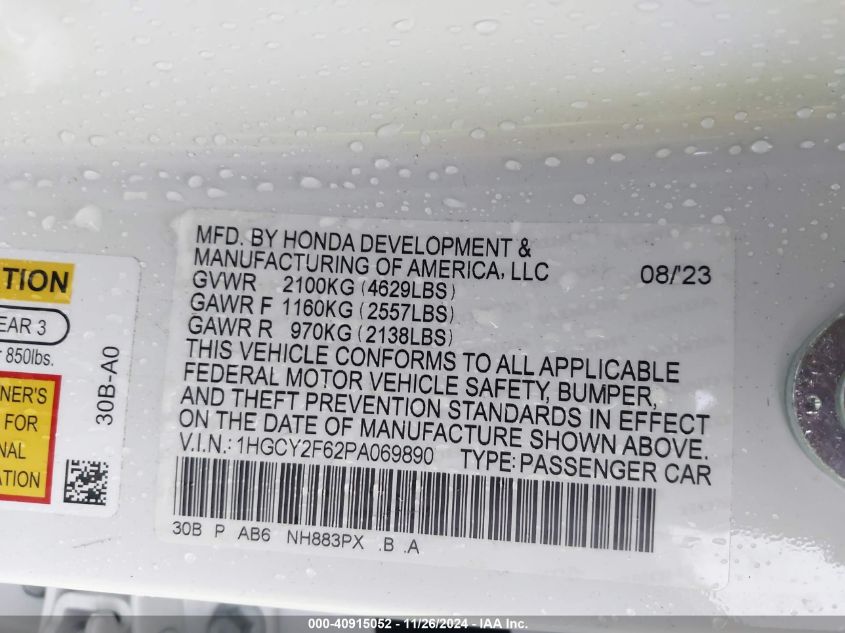 MFD. BY HONDA DEVELOPMENT &
MANUFACTURING OF AMERICA, LLC 08/'23
GVWR 2100KG (4629LBS)
GAWR F 1160KG (2557LBS)
GAWR R 970KG (2138LBS)
THIS VEHICLE CONFORMS TO ALL APPLICABLE
FEDERAL MOTOR VEHICLE SAFETY, BUMPER,
AND THEFT PREVENTION STANDARDS IN EFFECT
ON THE DATE OF MANUFACTURE SHOWN ABOVE.
V.I.N.: 1HGCY2F62PA069890 TYPE: PASSENGER CAR
30B P AB6 NH883PX .B .A
TION
EAR 3
850lbs.
NER'S
FOR
NAL
ATION
30B-A0
000-40915052 - 11/26/2024 - IAA Inc.